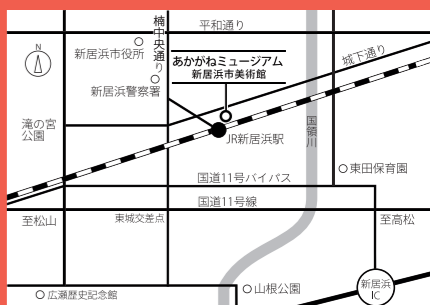 平和通り
楠中央通り
新居浜市役所
N
あかがねミュージアム
新居浜市美術館
城下通り
新居浜警察署
滝の宮
公園
国領川
JR新居浜駅
東田保育園
国道11号バイパス
国道11号線
至松山
東城交差点
至高松
新居浜
IC
山根公園
広瀬歴史記念館